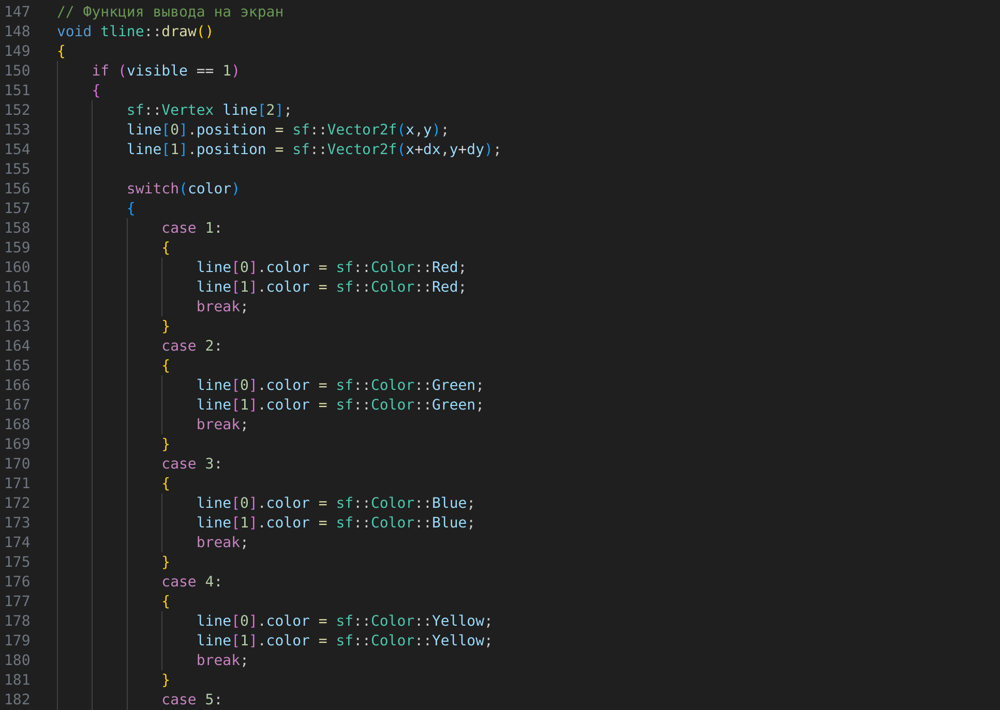 147 // Функция вывода на экран
148 void tline::draw()
149 {
150 if (visible == 1)
151 {
152 sf::Vertex line[2];
153 line[0].position = sf::Vector2f(x,y);
154 line[1].position = sf::Vector2f(x+dx,y+dy);
155
156 switch(color)
157 {
158 case 1:
159 {
160 line[0].color = sf::Color::Red;
161 line[1].color = sf::Color::Red;
162 break;
163 }
164 case 2:
165 {
166 line[0].color = sf::Color::Green;
167 line[1].color = sf::Color::Green;
168 break;
169 }
170 case 3:
171 {
172 line[0].color = sf::Color::Blue;
173 line[1].color = sf::Color::Blue;
174 break;
175 }
176 case 4:
177 {
178 line[0].color = sf::Color::Yellow;
179 line[1].color = sf::Color::Yellow;
180 break;
181 }
182 case 5: